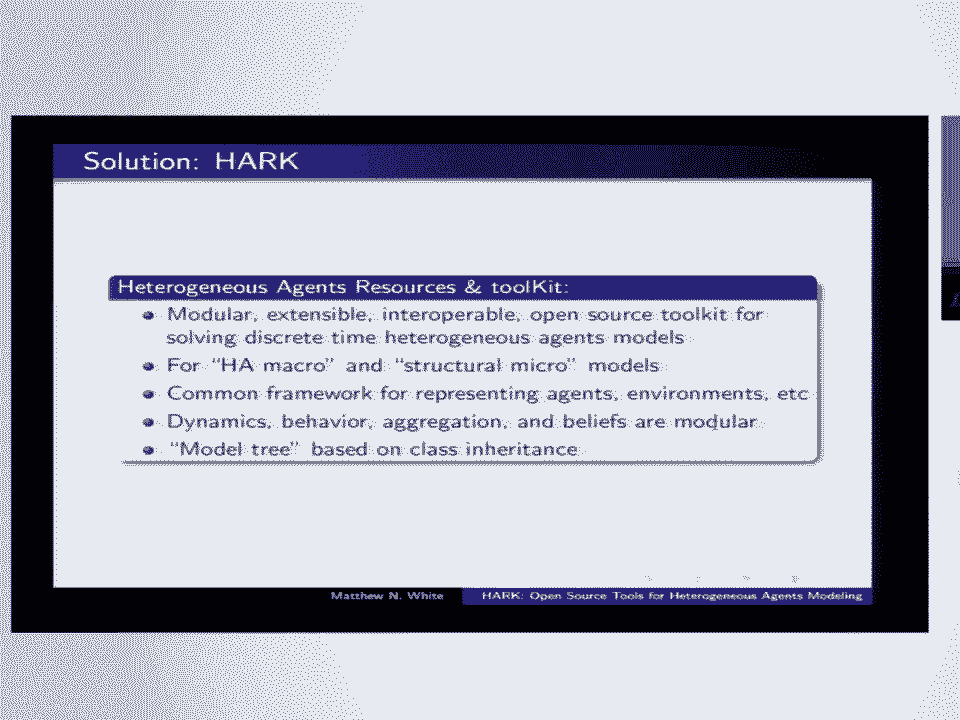 Solution: HARK
Heterogeneous Agents Resources & toolKit:
Modular, extensible, interoperable, open source toolkit for
solving discrete time heterogeneous agents models
For “HA macro” and “structural micro” models
Common framework for representing agents, environments, etc
Dynamics, behavior, aggregation, and beliefs are modular
“Model tree” based on class inheritance
Matthew N. White
HARK: Open Source Tools for Heterogeneous Agents Modeling